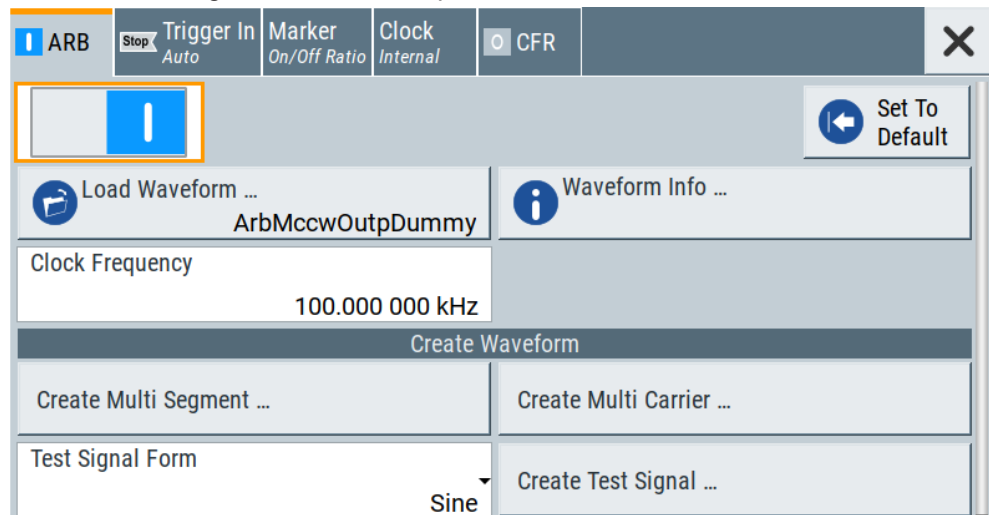 ARB
Stop Trigger In
Auto
Marker
On/Off Ratio
Clock
Internal
O CFR
Set To
Default
Load Waveform ...
ArbMccwOutpDummy
Waveform Info ...
Clock Frequency
100.000 000 kHz
Create Waveform
Create Multi Segment ...
Create Multi Carrier ...
Test Signal Form
Sine
Create Test Signal ...